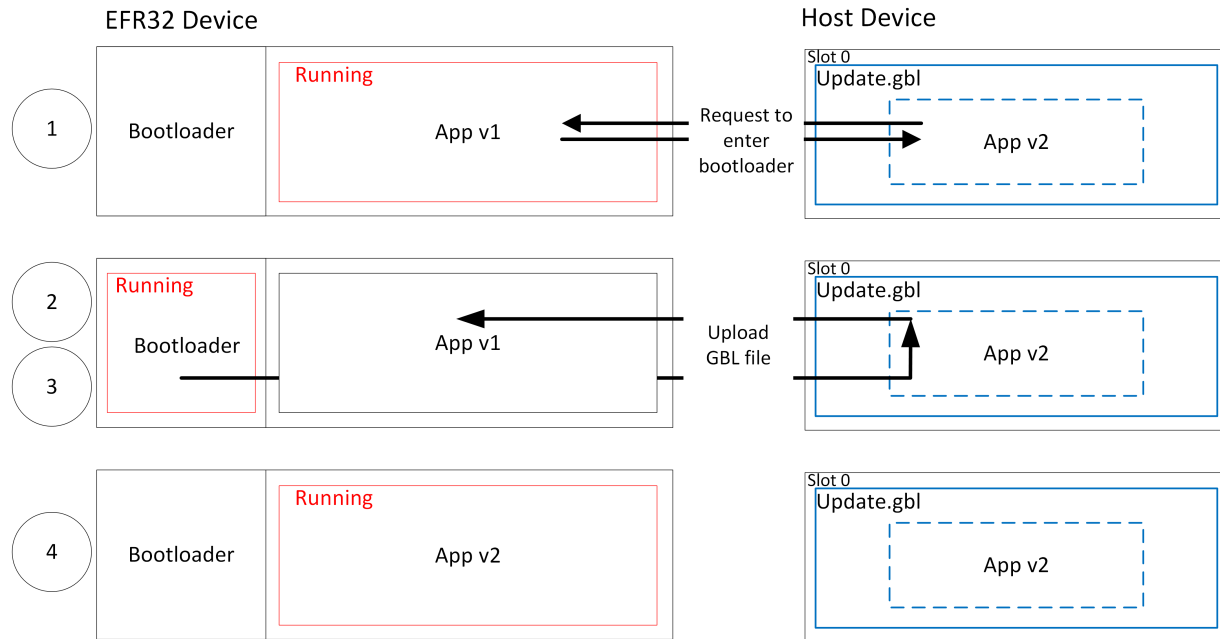 EFR32 Device
Host Device
1
Bootloader
Running
App v1
Request to
enter
bootloader
Slot 0
Update.gbl
App v2
2
3
Running
Bootloader
App v1
Upload
GBL file
Slot 0
Update.gbl
App v2
4
Bootloader
Running
App v2
Slot 0
Update.gbl
App v2